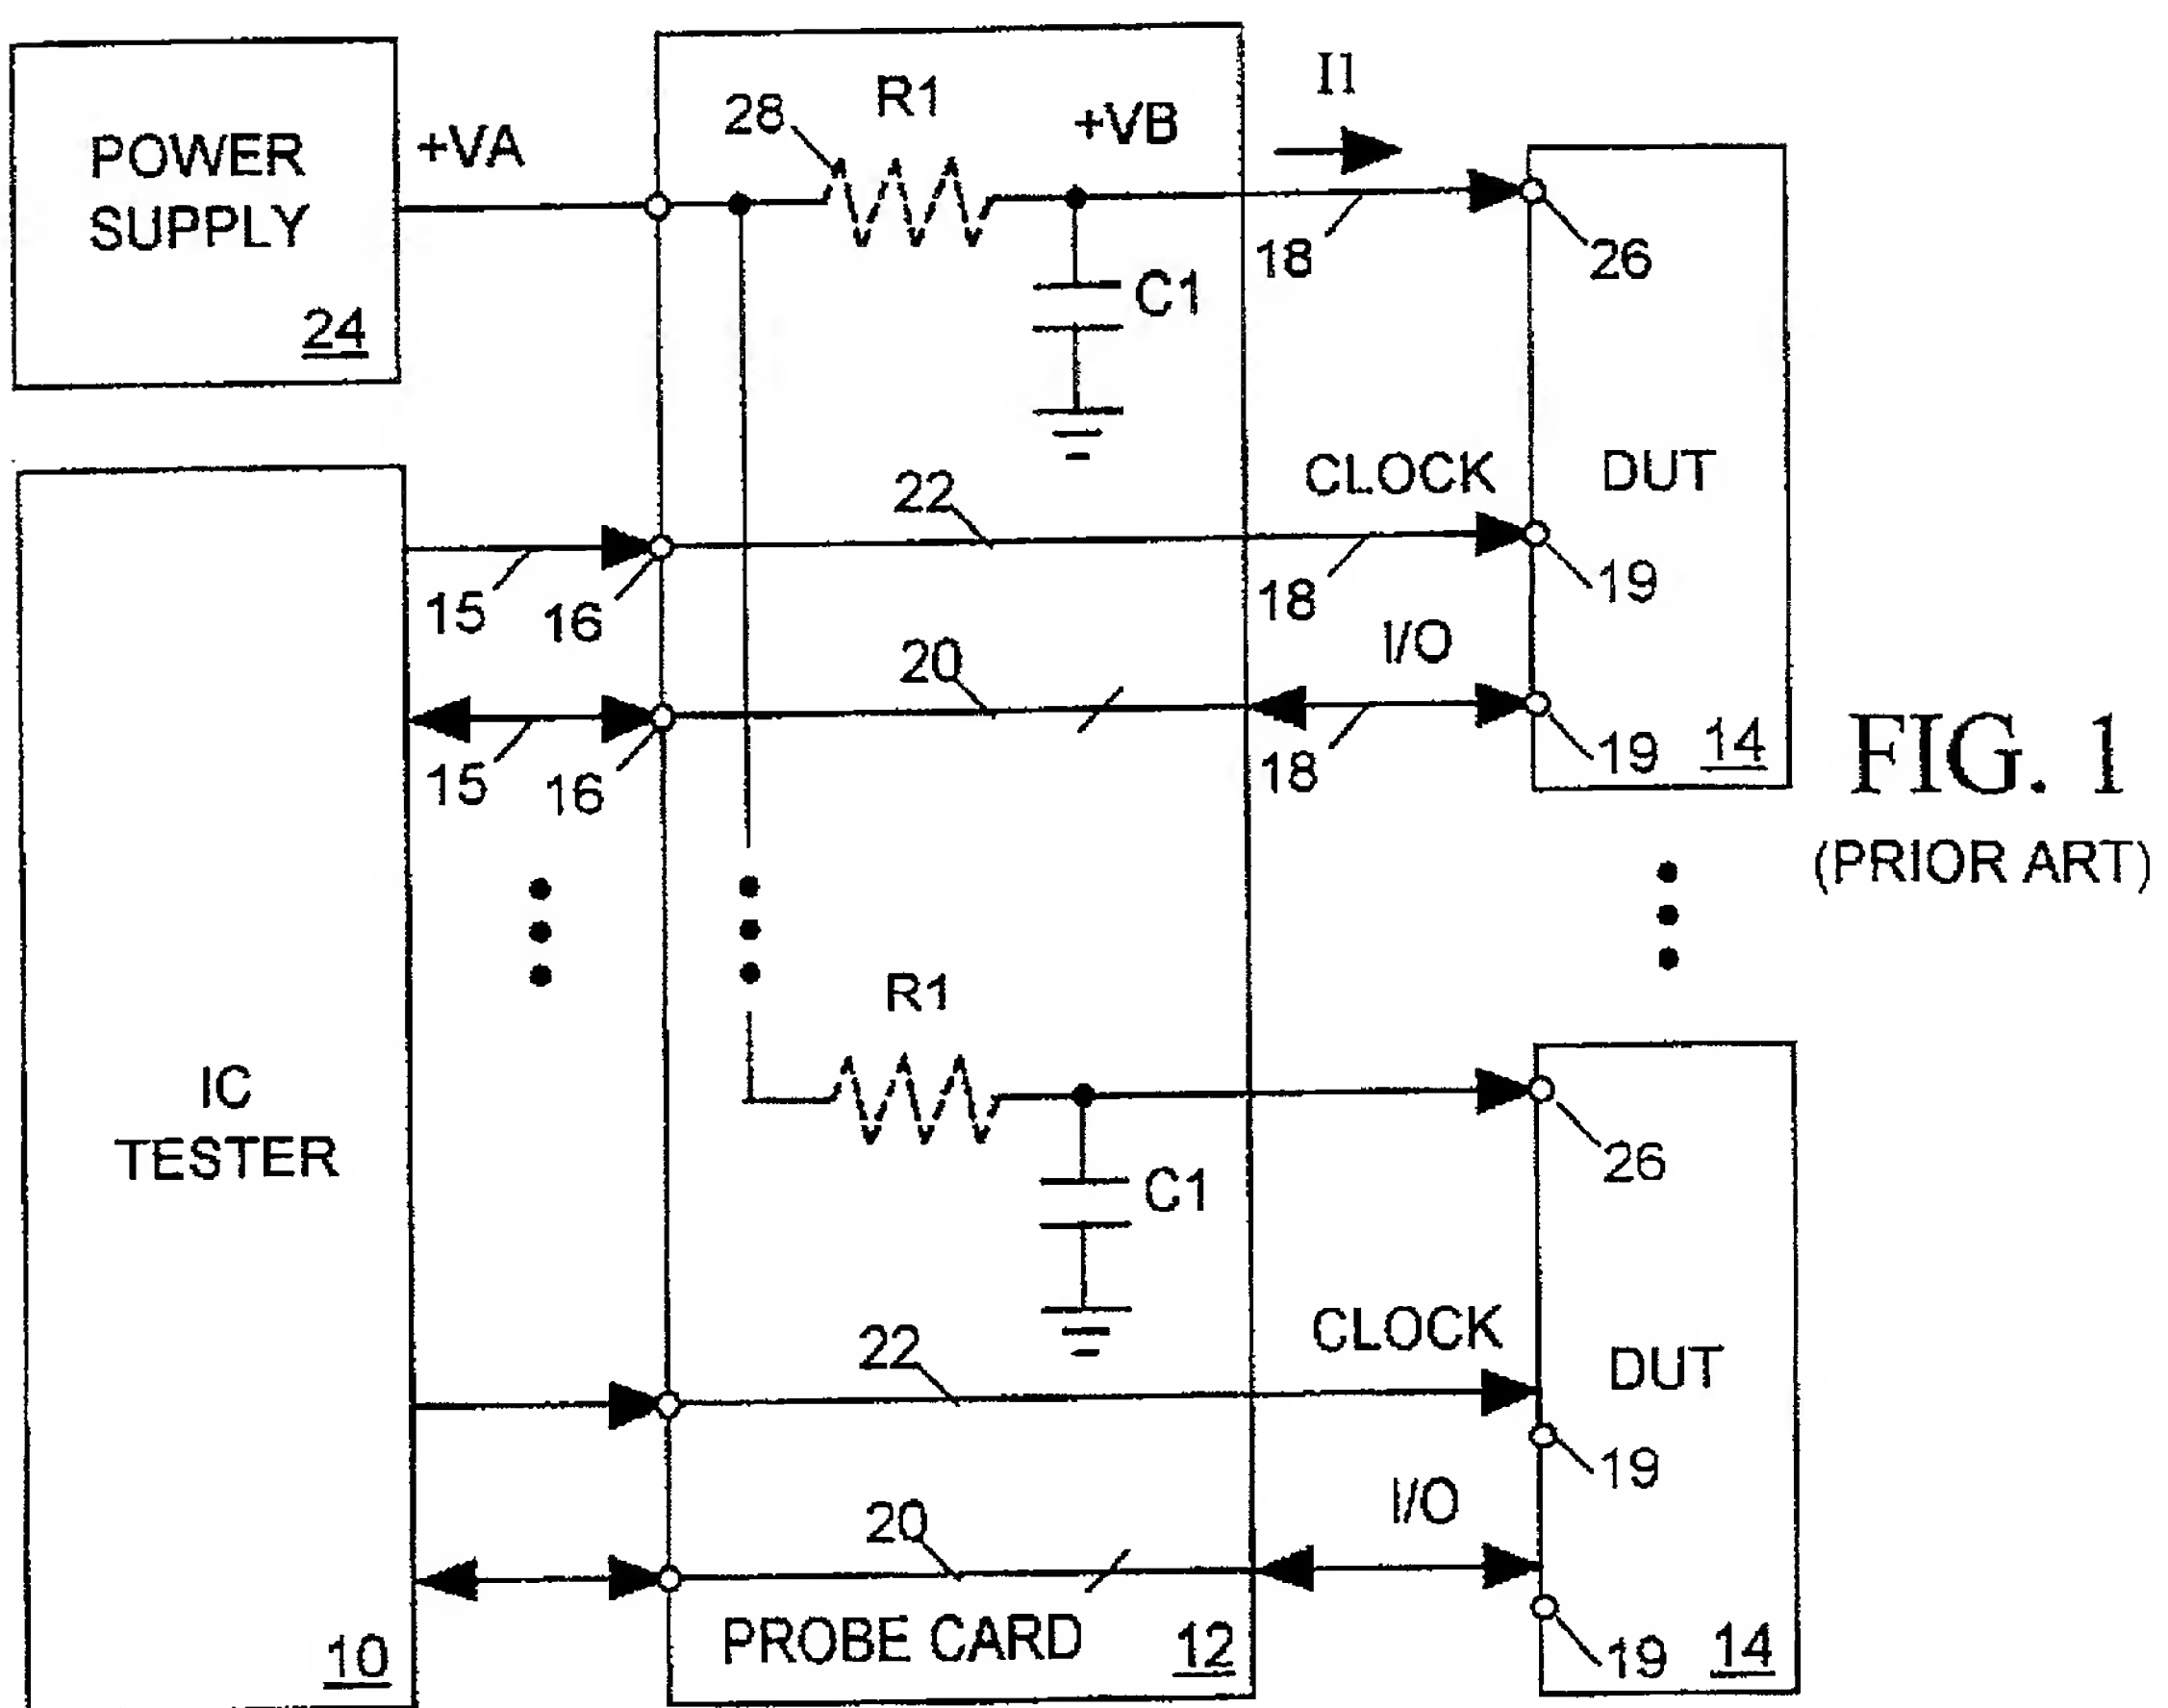 POWER
SUPPLY
24
+VA
28
R1
+VB
I1
C1
18
26
22
CLOCK
DUT
15
16
18
19
20
I/O
15
16
18
19
14
FIG. 1
(PRIOR ART)
IC
TESTER
10
R1
C1
26
22
CLOCK
DUT
19
20
I/O
PROBE CARD
12
19
14